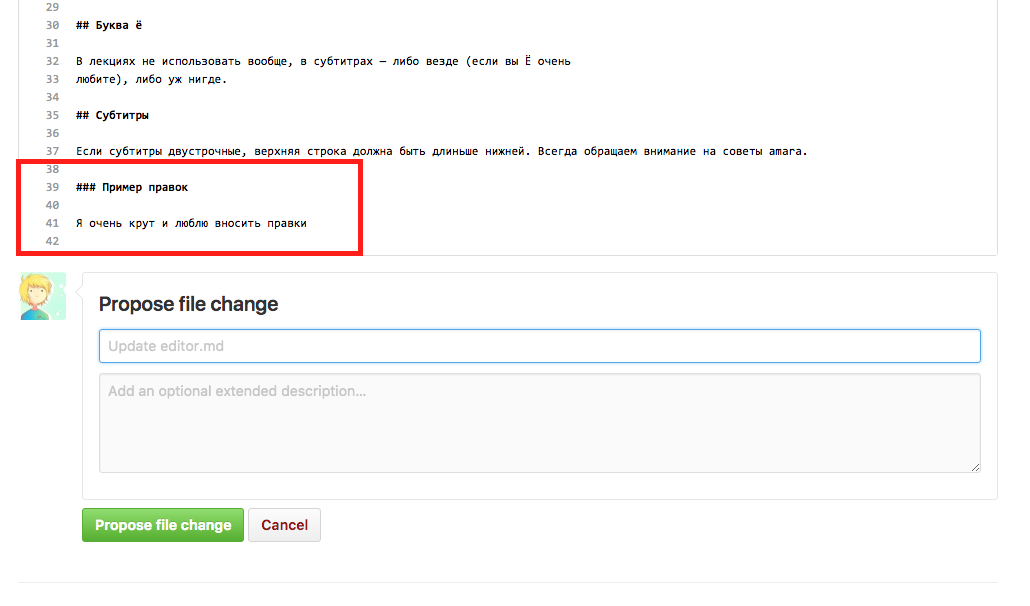 29
30 ## Буква ё
31
32 В лекциях не использовать вообще, в субтитрах — либо везде (если вы Ё очень
33 любите), либо уж нигде.
34
35 ## Субтитры
36
37 Если субтитры двустрочные, верхняя строка должна быть длиньше нижней. Всегда обращаем внимание на советы amara.
38
39 ### Пример правок
40
41 Я очень крут и люблю вносить правки
42
Propose file change
Update editor.md
Add an optional extended description...
Propose file change Cancel